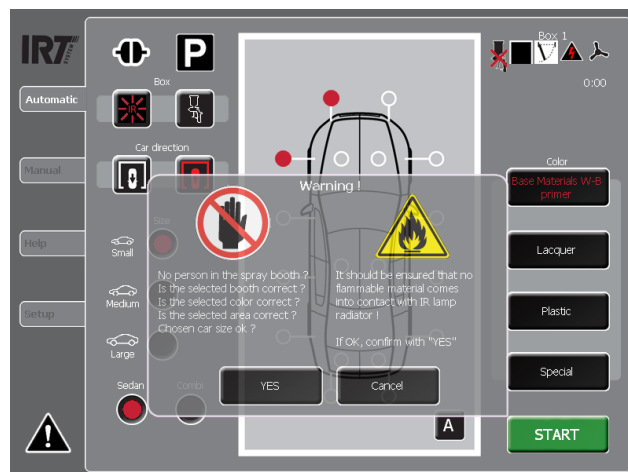 IRT
SYSTEM
P
Box 1
0:00
Automatic
Box
IR
Car direction
Manual
Color
Base Materials W-B
primer
Warning !
Size
Help
Small
Lacquer
No person in the spray booth ?
Is the selected booth correct ?
Is the selected color correct ?
Is the selected area correct ?
Chosen car size ok ?
It should be ensured that no
flammable material comes
into contact with IR lamp
radiator !
If OK, confirm with "YES"
Medium
Setup
Plastic
Large
Special
Sedan
Combi
YES
Cancel
A
START